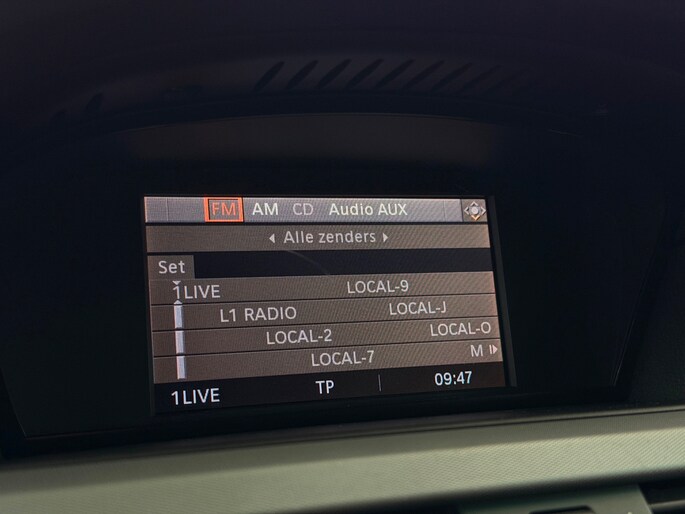 FM AM CD Audio AUX
Alle zenders
Set
1LIVE LOCAL-9
L1 RADIO LOCAL-J
LOCAL-2 LOCAL-O
LOCAL-7 M
1LIVE TP 09:47